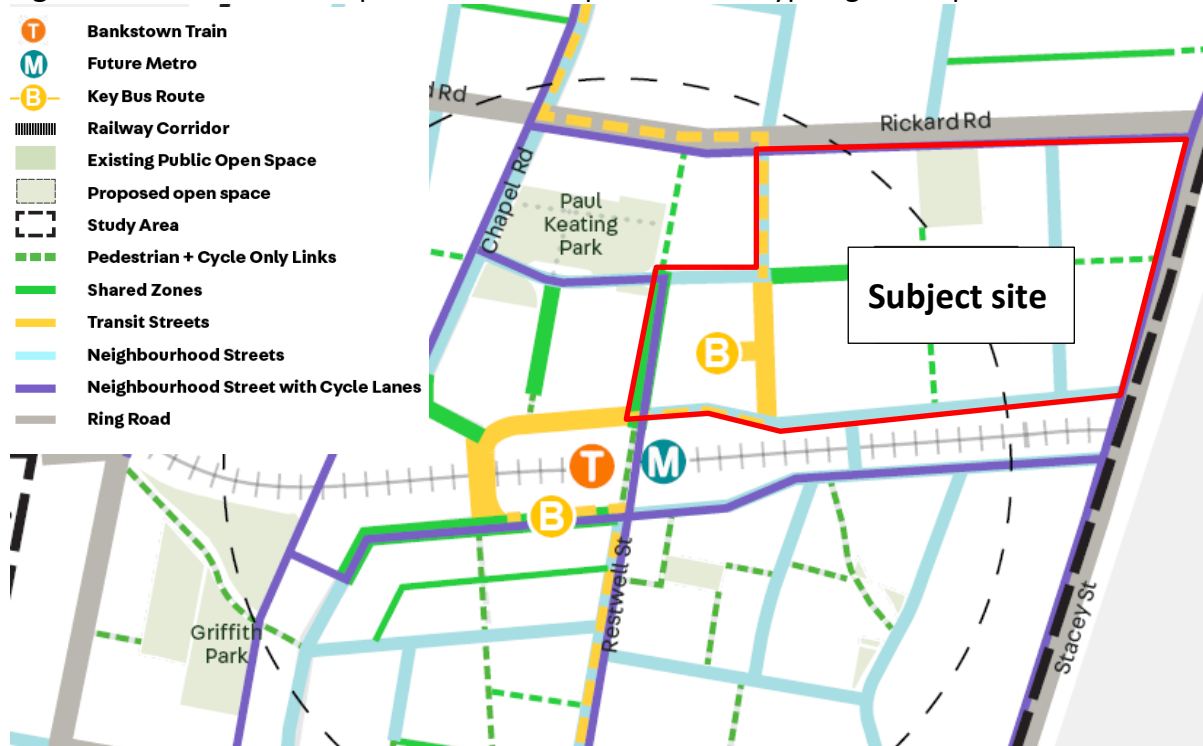 T
Bankstown Train
M
Future Metro
B
Key Bus Route
Railway Corridor
Existing Public Open Space
Proposed open space
Study Area
Pedestrian + Cycle Only Links
Shared Zones
Transit Streets
Neighbourhood Streets
Neighbourhood Street with Cycle Lanes
Ring Road
d Rd
Rickard Rd
Chapel Rd
Paul
Keating
Park
Subject site
B
T
M
B
Restwell St
Griffith
Park
Stacey St